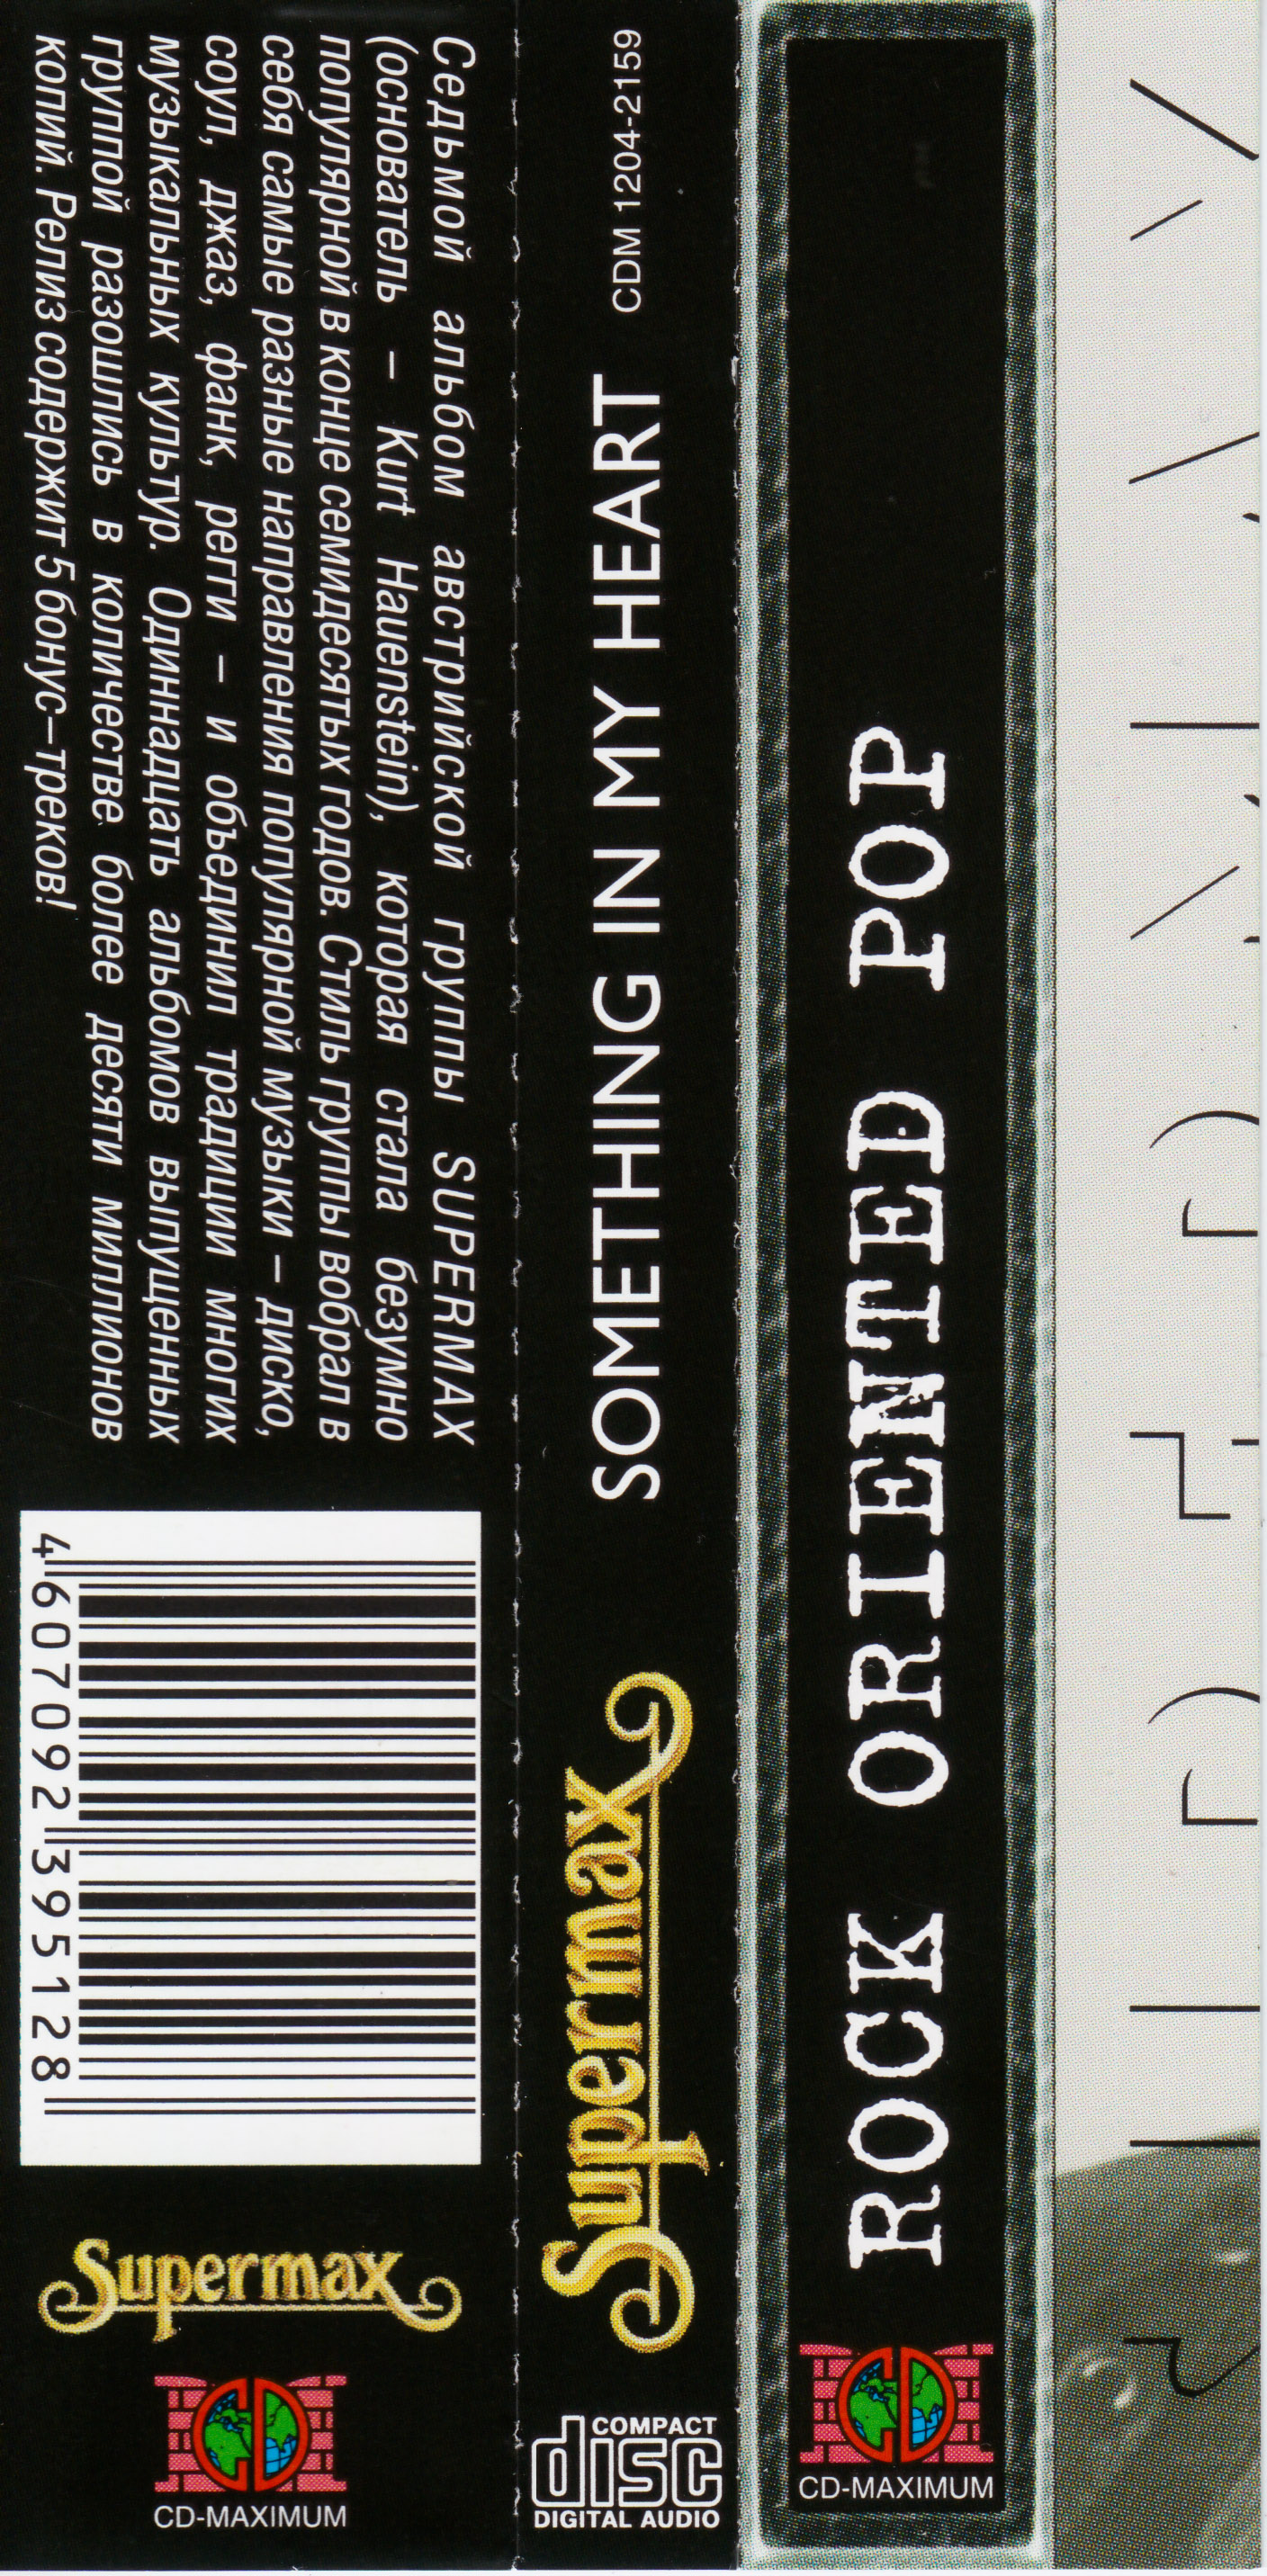 Седьмой альбом австрийской группы SUPERMAX
(основатель – Kurt Hauenstein), которая стала безумно
популярной в конце семидесятых годов. Стиль группы вобрал в
себя самые разные направления популярной музыки – диско,
соул, джаз, фанк, регги – и объединил традиции многих
музыкальных культур. Одиннадцать альбомов выпущенных
группой разошлись в количестве более десяти миллионов
копий. Релиз содержит 5 бонус–треков!
4 607092 395128
Supermax
CD-MAXIMUM
CDM 1204-2159
SOMETHING IN MY HEART
Supermax
COMPACT
disc
DIGITAL AUDIO
ROCK ORIENTED POP
CD
CD-MAXIMUM